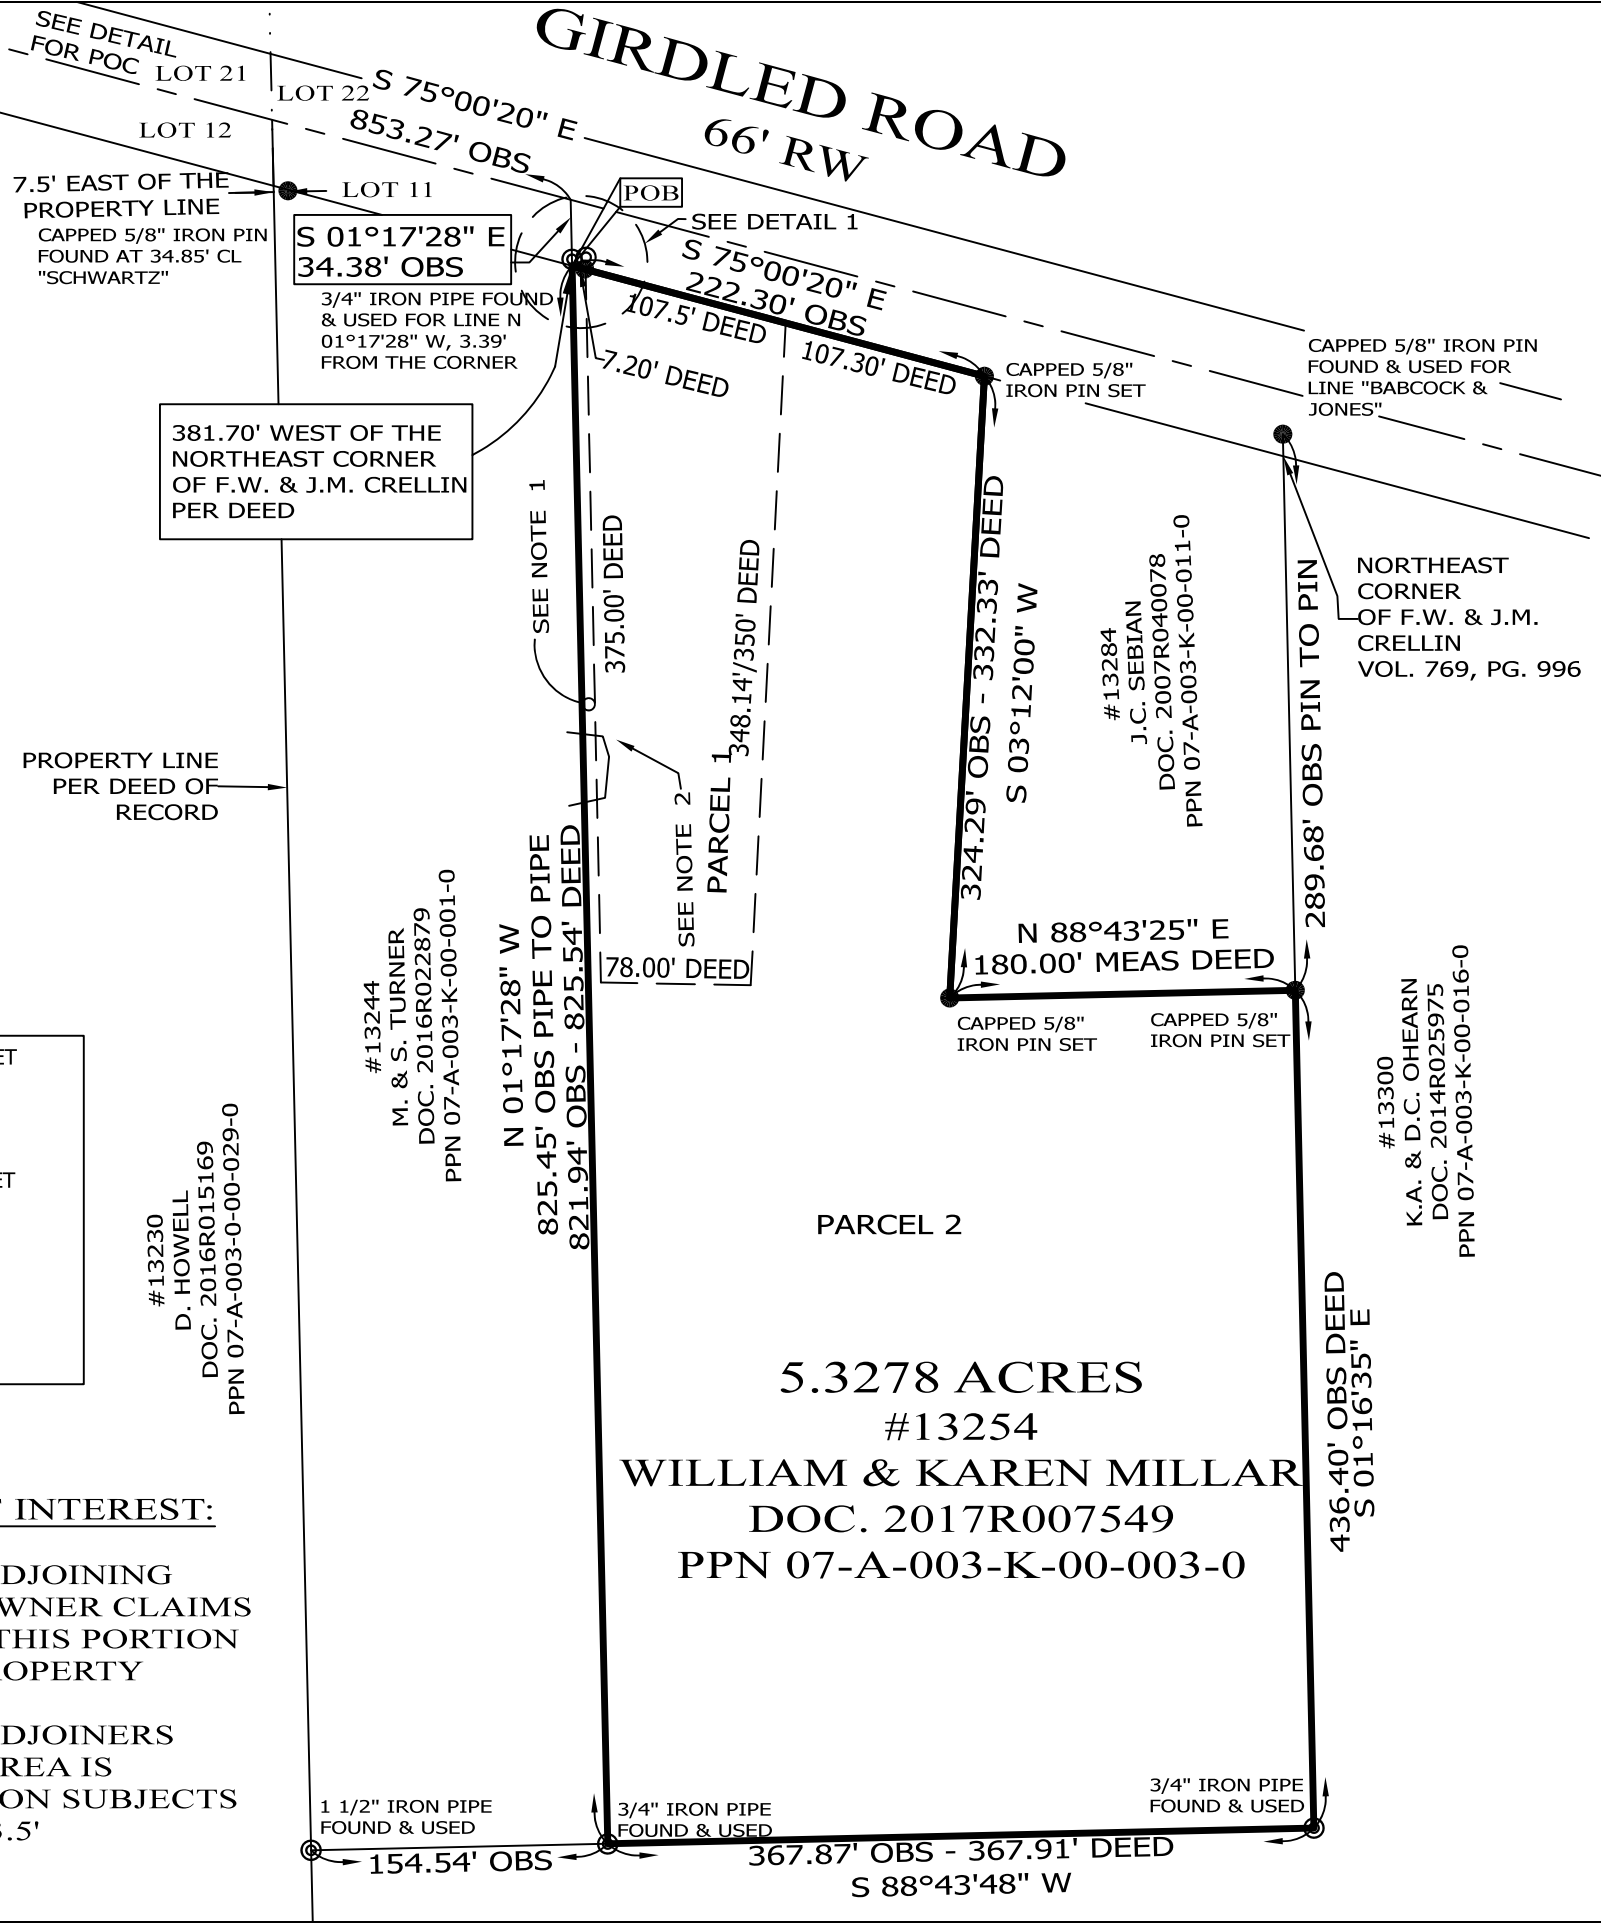 SEE DETAIL
FOR POC
LOT 21
LOT 22
LOT 12
LOT 11
GIRDLED ROAD
66' RW
S 75°00'20" E
853.27' OBS
7.5' EAST OF THE
PROPERTY LINE
CAPPED 5/8" IRON PIN
FOUND AT 34.85' CL
"SCHWARTZ"
S 01°17'28" E
34.38' OBS
POB
SEE DETAIL 1
3/4" IRON PIPE FOUND
& USED FOR LINE N
01°17'28" W, 3.39'
FROM THE CORNER
S 75°00'20" E
222.30' OBS
107.5' DEED
107.30' DEED
7.20' DEED
CAPPED 5/8"
IRON PIN SET
CAPPED 5/8" IRON PIN
FOUND & USED FOR
LINE "BABCOCK &
JONES"
381.70' WEST OF THE
NORTHEAST CORNER
OF F.W. & J.M. CRELLIN
PER DEED
SEE NOTE 1
375.00' DEED
348.14'/350' DEED
PARCEL 1
SEE NOTE 2
78.00' DEED
324.29' OBS - 332.33' DEED
S 03°12'00" W
#13284
J.C. SEBIAN
DOC. 2007R040078
PPN 07-A-003-K-00-011-0
289.68' OBS PIN TO PIN
NORTHEAST
CORNER
OF F.W. & J.M.
CRELLIN
VOL. 769, PG. 996
PROPERTY LINE
PER DEED OF
RECORD
N 01°17'28" W
825.45' OBS PIPE TO PIPE
821.94' OBS - 825.54' DEED
#13244
M. & S. TURNER
DOC. 2016R022879
PPN 07-A-003-K-00-001-0
N 88°43'25" E
180.00' MEAS DEED
CAPPED 5/8"
IRON PIN SET
CAPPED 5/8"
IRON PIN SET
#13300
K.A. & D.C. OHEARN
DOC. 2014R025975
PPN 07-A-003-K-00-016-0
#13230
D. HOWELL
DOC. 2016R015169
PPN 07-A-003-0-00-029-0
PARCEL 2
5.3278 ACRES
#13254
WILLIAM & KAREN MILLAR
DOC. 2017R007549
PPN 07-A-003-K-00-003-0
436.40' OBS DEED
S 01°16'35" E
INTEREST:
DJOINING
WNER CLAIMS
THIS PORTION
OPERTY
DJOINERS
REA IS
ON SUBJECTS
.5'
1 1/2" IRON PIPE
FOUND & USED
3/4" IRON PIPE
FOUND & USED
3/4" IRON PIPE
FOUND & USED
154.54' OBS
367.87' OBS - 367.91' DEED
S 88°43'48" W